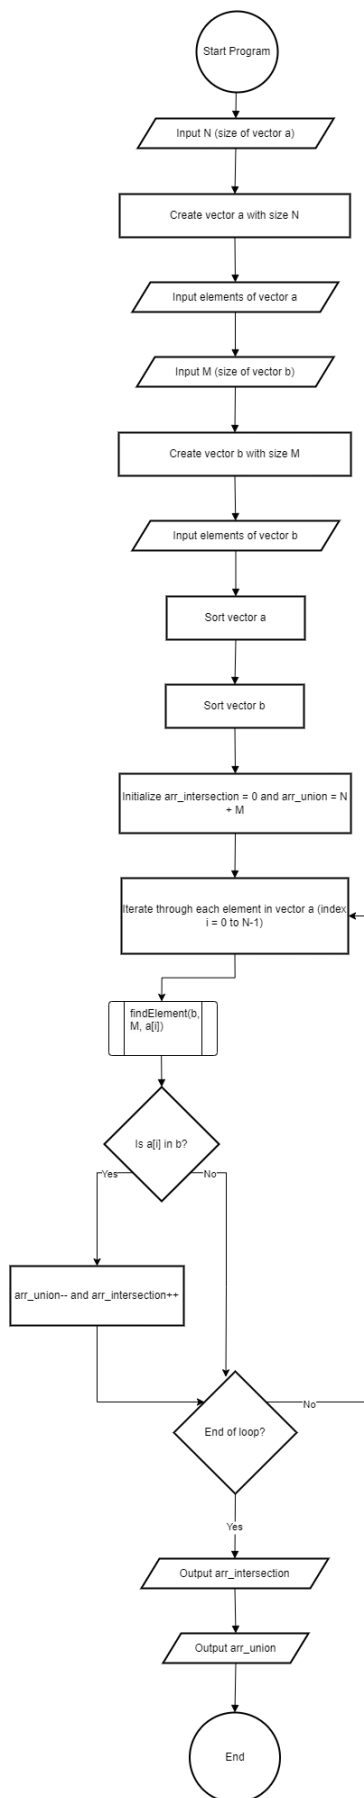 Start Program
Input N (size of vector a)
Create vector a with size N
Input elements of vector a
Input M (size of vector b)
Create vector b with size M
Input elements of vector b
Sort vector a
Sort vector b
Initialize arr_intersection = 0 and arr_union = N
+ M
Iterate through each element in vector a (index
i = 0 to N-1)
findElement(b,
M, a[i])
Is a[i] in b?
Yes
No
arr_union-- and arr_intersection++
End of loop?
No
Yes
Output arr_intersection
Output arr_union
End